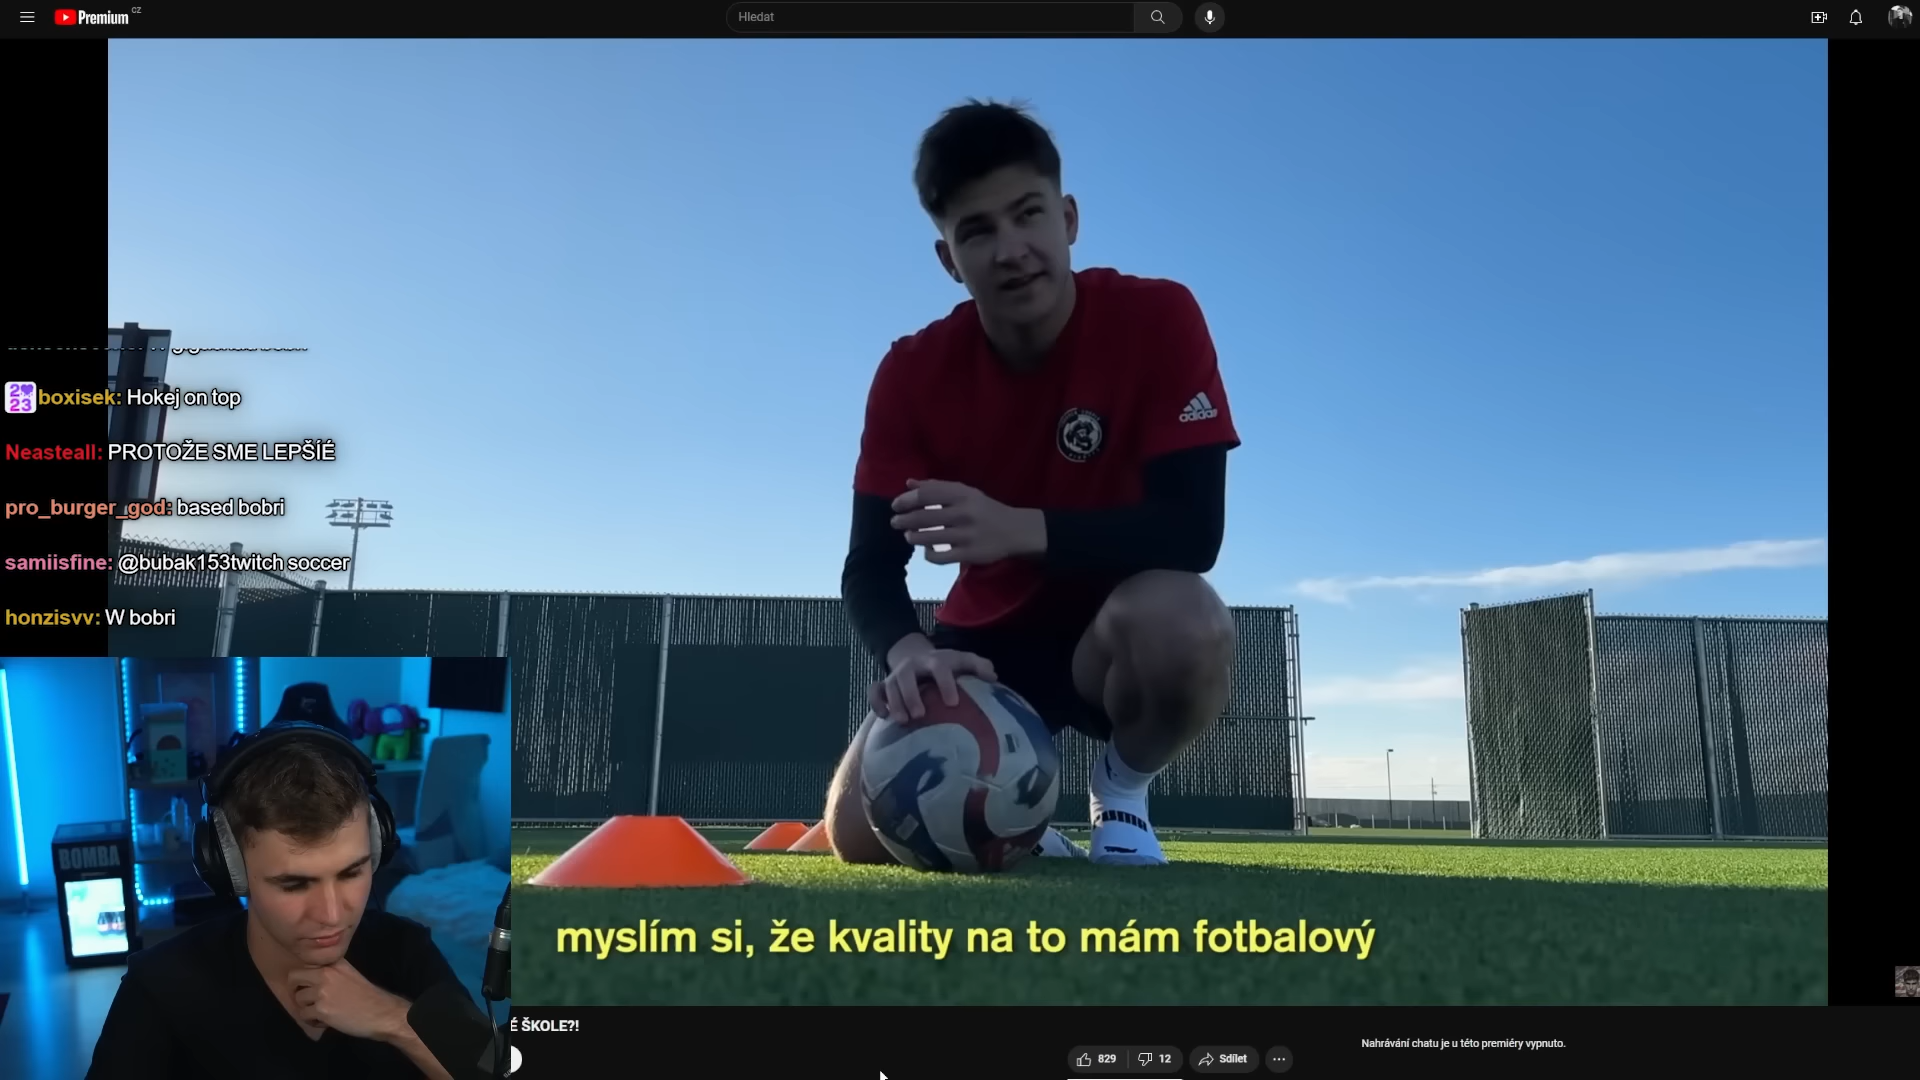 Premium CZ
Hledat
boxisek: Hokej on top
Neasteall: PROTOŽE SME LEPŠÍÉ
pro_burger_god: based bobri
samiisfine: @bubak153twitch soccer
honzisvv: W bobri
adidas
BOMBA
myslím si, že kvality na to mám fotbalový
É ŠKOLE?!
829
12
Sdílet
Nahrávání chatu je u této premiéry vypnuto.